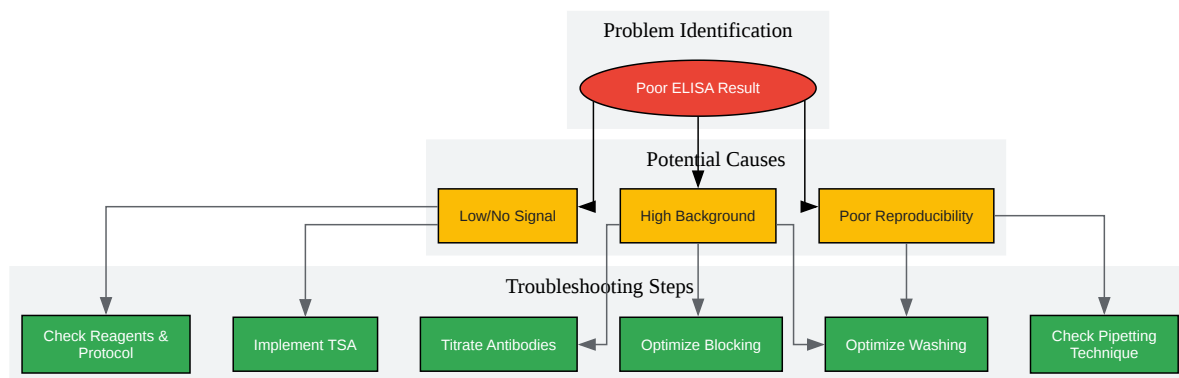 Problem Identification
Poor ELISA Result
Potential Causes
Low/No Signal
High Background
Poor Reproducibility
Troubleshooting Steps
Check Reagents &
Protocol
Implement TSA
Titrate Antibodies
Optimize Blocking
Optimize Washing
Check Pipetting
Technique